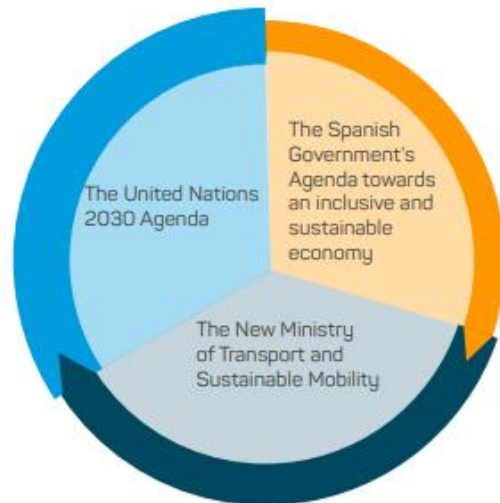 The United Nations
2030 Agenda
The Spanish
Government's
Agenda towards
an inclusive and
sustainable
economy
The New Ministry
of Transport and
Sustainable Mobility